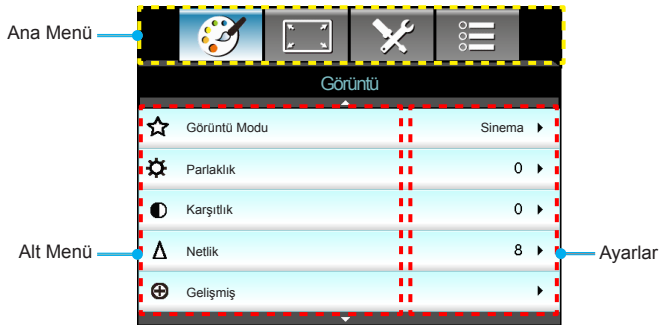 Ana Menü
Görüntü
Görüntü Modu Sinema
Parlaklık 0
Karşıtlık 0
Alt Menü Netlik 8 Ayarlar
Gelişmiş